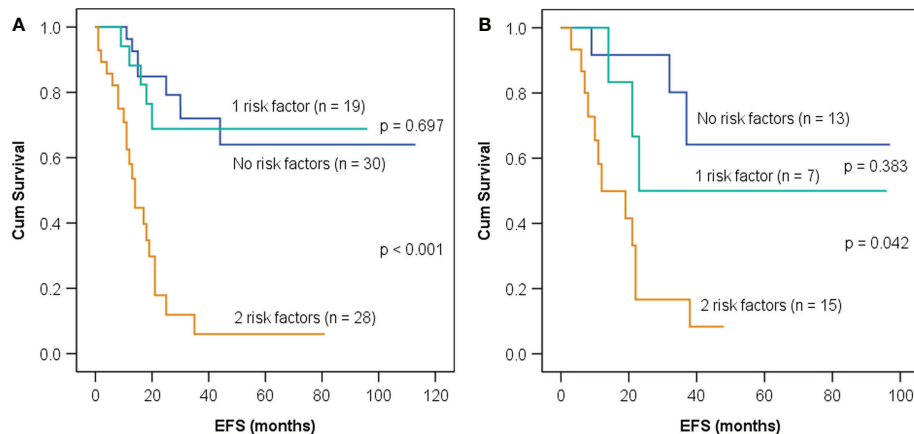 A
Cum Survival
1.0
0.8
0.6
0.4
0.2
0.0
1 risk factor (n = 19)
p = 0.697
No risk factors (n = 30)
p < 0.001
2 risk factors (n = 28)
0 20 40 60 80 100 120
EFS (months)
B
Cum Survival
1.0
0.8
0.6
0.4
0.2
0.0
No risk factors (n = 13)
p = 0.383
1 risk factor (n = 7)
p = 0.042
2 risk factors (n = 15)
0 20 40 60 80 100
EFS (months)